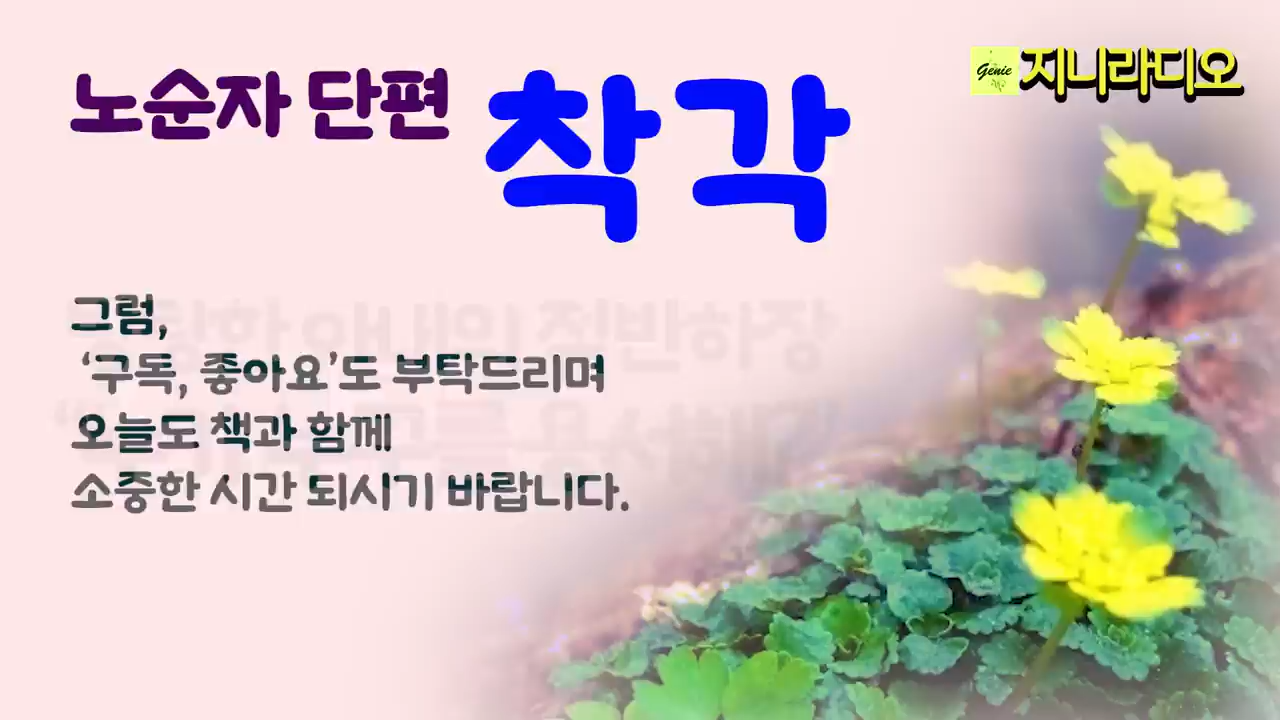 노순자 단편 착각
Genie 지니라디오
그럼,
‘구독, 좋아요’도 부탁드리며
오늘도 책과 함께
소중한 시간 되시기 바랍니다.